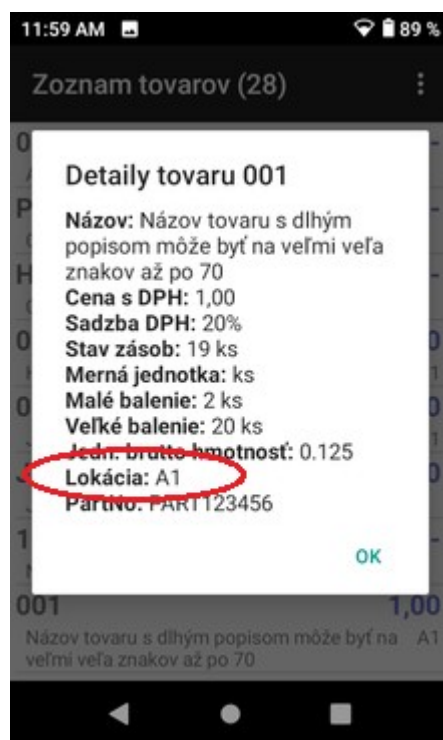 11:59 AM
89 %
Zoznam tovarov (28)
Detaily tovaru 001
Názov: Názov tovaru s dlhým
popisom môže byť na veľmi veľa
znakov až po 70
Cena s DPH: 1,00
Sadzba DPH: 20%
Stav zásob: 19 ks
Merná jednotka: ks
Malé balenie: 2 ks
Veľké balenie: 20 ks
Jedn. brutto hmotnosť: 0.125
Lokácia: A1
PartNo: PART123456
OK
001 1,00
Názov tovaru s dlhým popisom môže byť na A1
veľmi veľa znakov až po 70